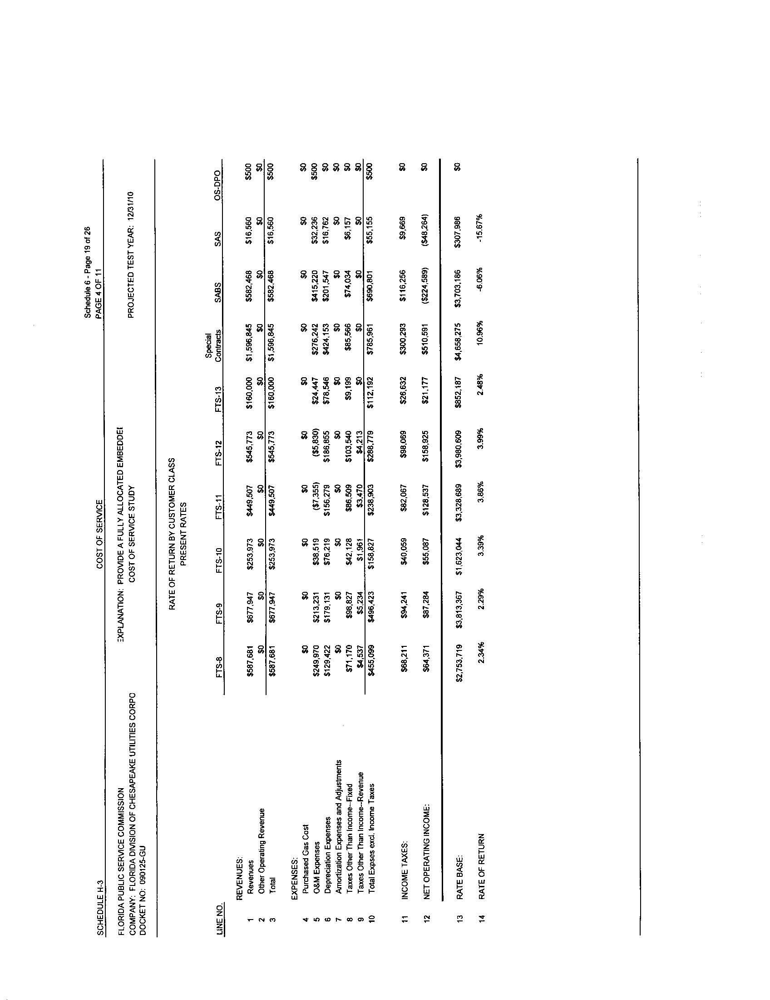 Schedule 6 - Page 19 of 26
SCHEDULE H-3 COST OF SERVICE PAGE 4 OF 11
FLORIDA PUBLIC SERVICE COMMISSION EXPLANATION: PROVIDE A FULLY ALLOCATED EMBEDDED
COMPANY: FLORIDA DIVISION OF CHESAPEAKE UTILITIES CORPO COST OF SERVICE STUDY PROJECTED TEST YEAR: 12/31/10
DOCKET NO: 090125-GU
RATE OF RETURN BY CUSTOMER CLASS
PRESENT RATES
Special
LINE NO. FTS-8 FTS-9 FTS-10 FTS-11 FTS-12 FTS-13 Contracts SABS SAS OS-DPO
REVENUES:
1 Revenues $587,681 $677,947 $253,973 $449,507 $545,773 $160,000 $1,596,845 $582,468 $16,560 $500
2 Other Operating Revenue $0 $0 $0 $0 $0 $0 $0 $0 $0 $0
3 Total $587,681 $677,947 $253,973 $449,507 $545,773 $160,000 $1,596,845 $582,468 $16,560 $500
EXPENSES:
4 Purchased Gas Cost $0 $0 $0 $0 $0 $0 $0 $0 $0 $0
5 O&M Expenses $249,970 $213,231 $38,519 ($7,355) ($5,830) $24,447 $276,242 $415,220 $32,236 $500
6 Depreciation Expenses $129,422 $179,131 $76,219 $156,279 $186,855 $78,546 $424,153 $201,547 $16,762 $0
7 Amortization Expenses and Adjustments $0 $0 $0 $0 $0 $0 $0 $0 $0 $0
8 Taxes Other Than Income--Fixed $71,170 $98,827 $42,128 $86,509 $103,540 $9,199 $85,566 $74,034 $6,157 $0
9 Taxes Other Than Income--Revenue $4,537 $5,234 $1,961 $3,470 $4,213 $0 $0 $0 $0 $0
10 Total Expses excl. Income Taxes $455,099 $496,423 $158,827 $238,903 $288,779 $112,192 $785,961 $690,801 $55,155 $500
11 INCOME TAXES: $68,211 $94,241 $40,059 $82,067 $98,069 $26,632 $300,293 $116,256 $9,669 $0
12 NET OPERATING INCOME: $64,371 $87,284 $55,087 $128,537 $158,925 $21,177 $510,591 ($224,589) ($48,264) $0
13 RATE BASE: $2,753,719 $3,813,367 $1,623,044 $3,328,689 $3,980,609 $852,187 $4,658,275 $3,703,186 $307,986 $0
14 RATE OF RETURN 2.34% 2.29% 3.39% 3.86% 3.99% 2.48% 10.96% -6.06% -15.67%